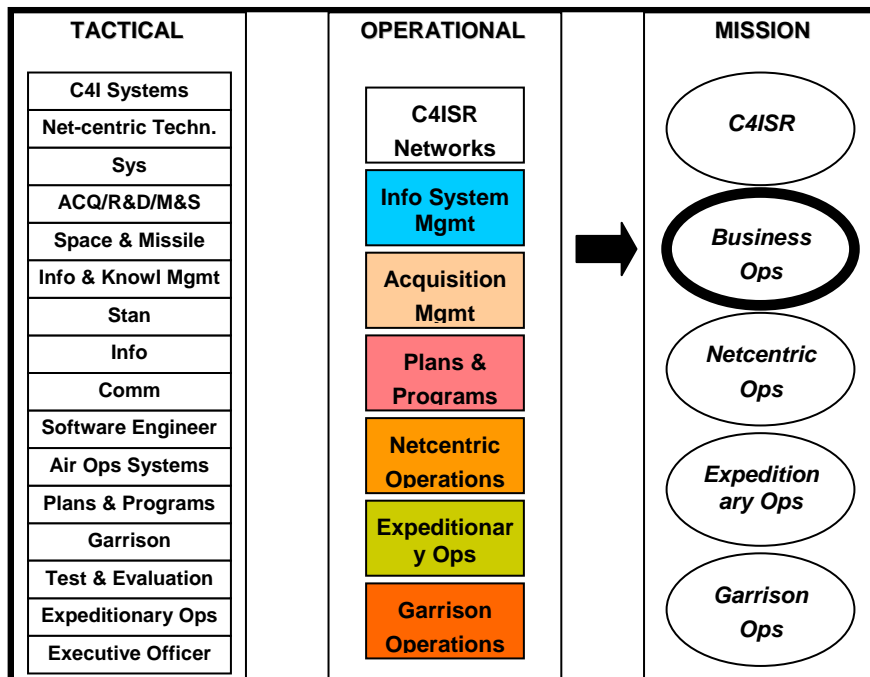 TACTICAL
C4I Systems
Net-centric Techn.
Sys
ACQ/R&D/M&S
Space & Missile
Info & Knowl Mgmt
Stan
Info
Comm
Software Engineer
Air Ops Systems
Plans & Programs
Garrison
Test & Evaluation
Expeditionary Ops
Executive Officer
OPERATIONAL
C4ISR
Networks
Info System
Mgmt
Acquisition
Mgmt
Plans &
Programs
Netcentric
Operations
Expeditionar
y Ops
Garrison
Operations
MISSION
C4ISR
Business
Ops
Netcentric
Ops
Expedition
ary Ops
Garrison
Ops